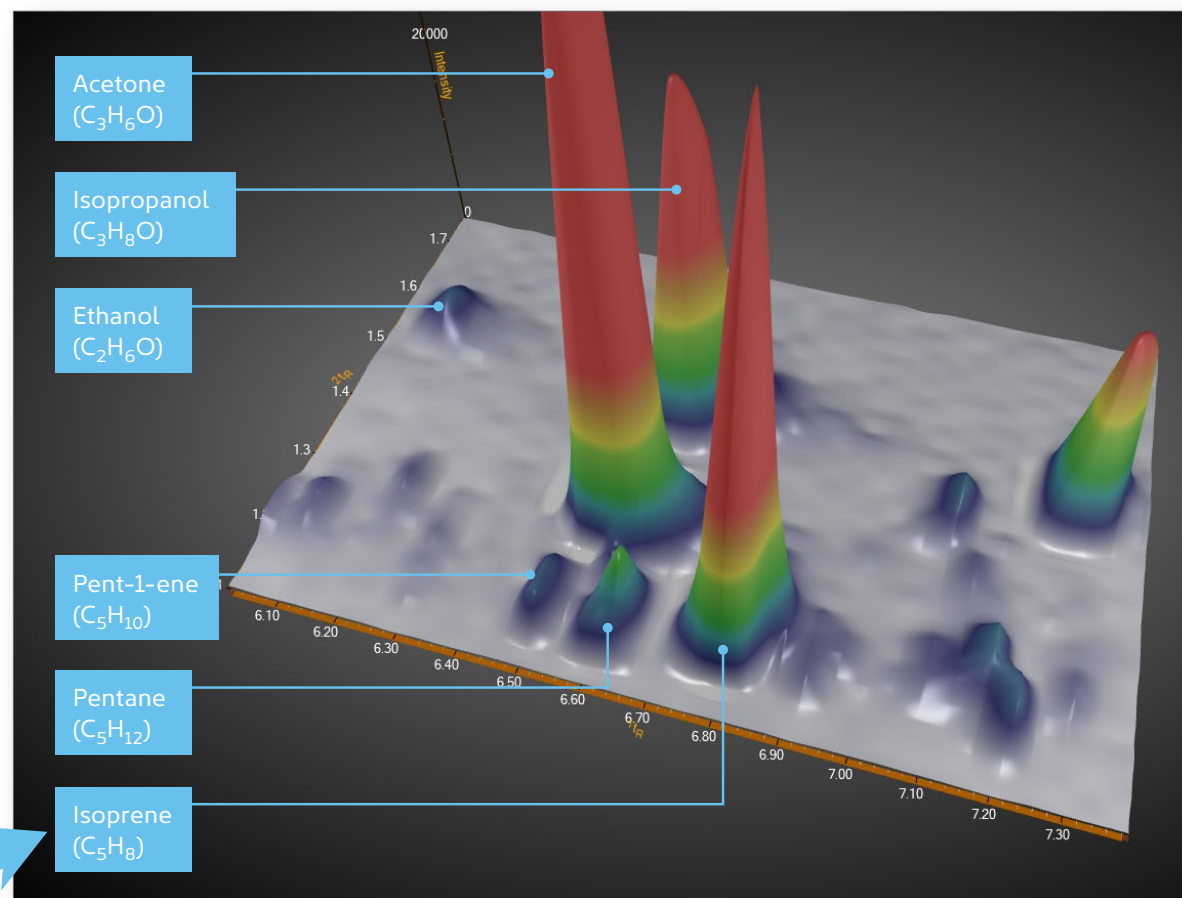 20000
Intensity
Acetone
(C₃H₆O)
Isopropanol
(C₃H₈O)
0
1.7
1.6
Ethanol
(C₂H₆O)
1.5
1.4
1.3
Pent-1-ene
(C₅H₁₀)
6.10
6.20
6.30
6.40
6.50
6.60
6.70
6.80
6.90
7.00
7.10
7.20
7.30
Pentane
(C₅H₁₂)
Isoprene
(C₅H₈)